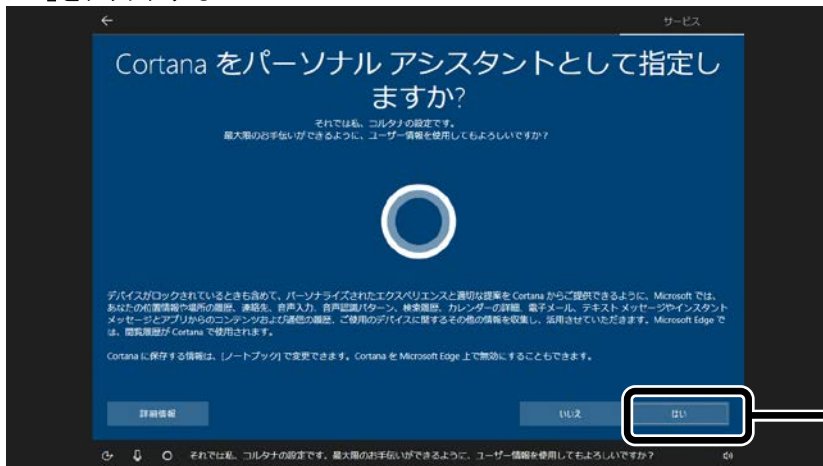 サービス
Cortana をパーソナル アシスタントとして指定し
ますか?
それでは私、コルタナの設定です。
最大限のお手伝いができるように、ユーザー情報を使用してもよろしいですか?
デバイスがロックされているときも含めて、パーソナライズされたエクスペリエンスと適切な提案を Cortana からご提供できるように、Microsoft では、
あなたの位置情報や場所の履歴、連絡先、音声入力、音声認識パターン、検索履歴、カレンダーの詳細、電子メール、テキスト メッセージやインスタント
メッセージとアプリからのコンテンツおよび通信の履歴、ご使用のデバイスに関するその他の情報を収集し、活用させていただきます。Microsoft Edge で
は、閲覧履歴が Cortana で使用されます。
Cortana に保存する情報は、[ノートブック] で変更できます。Cortana を Microsoft Edge 上で無効にすることもできます。
詳細情報
いいえ
はい
それでは私、コルタナの設定です。最大限のお手伝いができるように、ユーザー情報を使用してもよろしいですか?